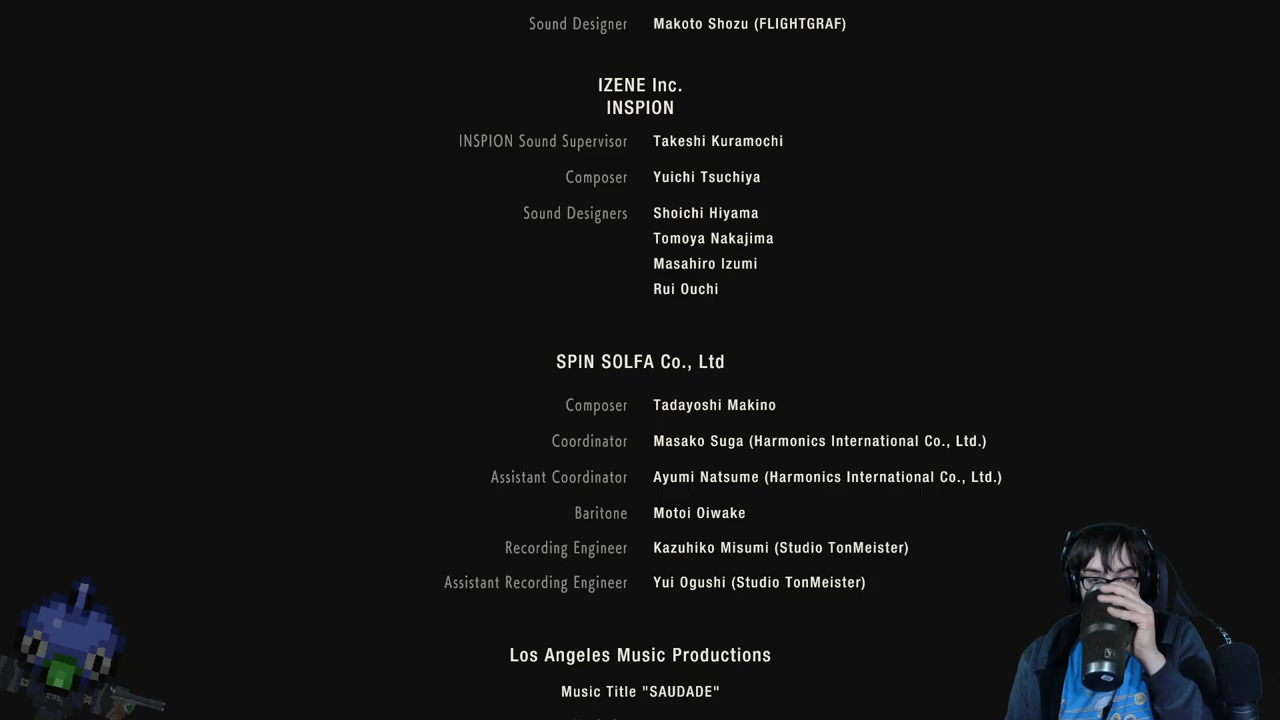 Sound Designer Makoto Shozu (FLIGHTGRAF)
IZENE Inc.
INSPION
INSPION Sound Supervisor Takeshi Kuramochi
Composer Yuichi Tsuchiya
Sound Designers Shoichi Hiyama
Tomoya Nakajima
Masahiro Izumi
Rui Ouchi
SPIN SOLFA Co., Ltd
Composer Tadayoshi Makino
Coordinator Masako Suga (Harmonics International Co., Ltd.)
Assistant Coordinator Ayumi Natsume (Harmonics International Co., Ltd.)
Baritone Motoi Oiwake
Recording Engineer Kazuhiko Misumi (Studio TonMeister)
Assistant Recording Engineer Yui Ogushi (Studio TonMeister)
Los Angeles Music Productions
Music Title "SAUDADE"